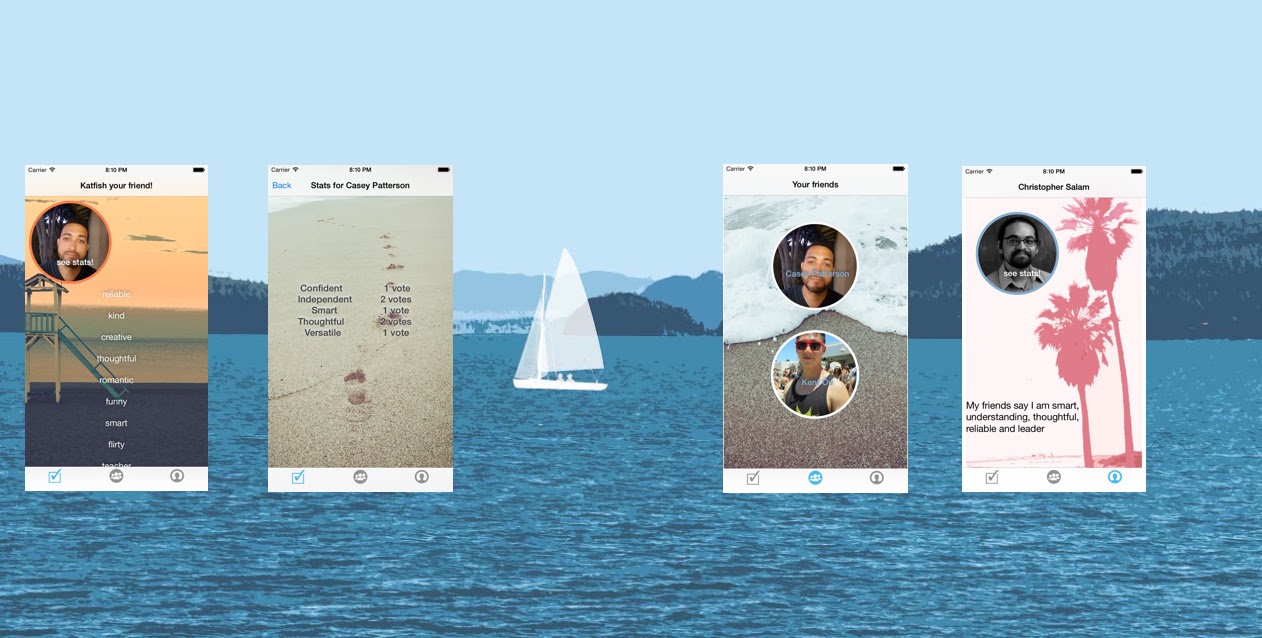 Carrier 8:10 PM
Katfish your friend!
see stats!
reliable
kind
creative
thoughtful
romantic
funny
smart
flirty
teacher
Carrier 8:10 PM
Back Stats for Casey Patterson
Confident 1 vote
Independent 2 votes
Smart 1 vote
Thoughtful 2 votes
Versatile 1 vote
Carrier 8:10 PM
Your friends
Casey Patterson
Carrier 8:10 PM
Christopher Salam
see stats!
My friends say I am smart,
understanding, thoughtful,
reliable and leader